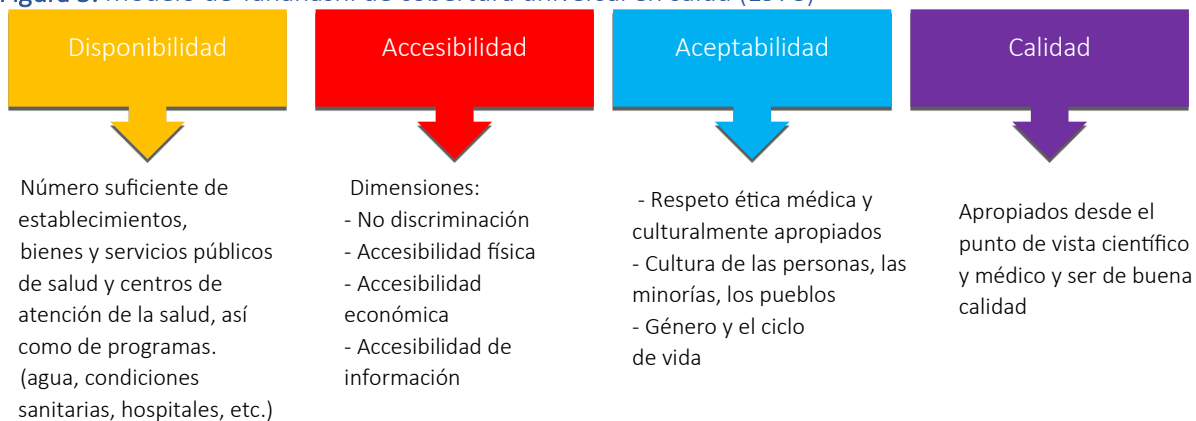 Disponibilidad
Número suficiente de
establecimientos,
bienes y servicios públicos
de salud y centros de
atención de la salud, así
como de programas.
(agua, condiciones
sanitarias, hospitales, etc.)
Accesibilidad
Dimensiones:
- No discriminación
- Accesibilidad física
- Accesibilidad
económica
- Accesibilidad de
información
Aceptabilidad
- Respeto ética médica y
culturalmente apropiados
- Cultura de las personas, las
minorías, los pueblos
- Género y el ciclo
de vida
Calidad
Apropiados desde el
punto de vista científico
y médico y ser de buena
calidad